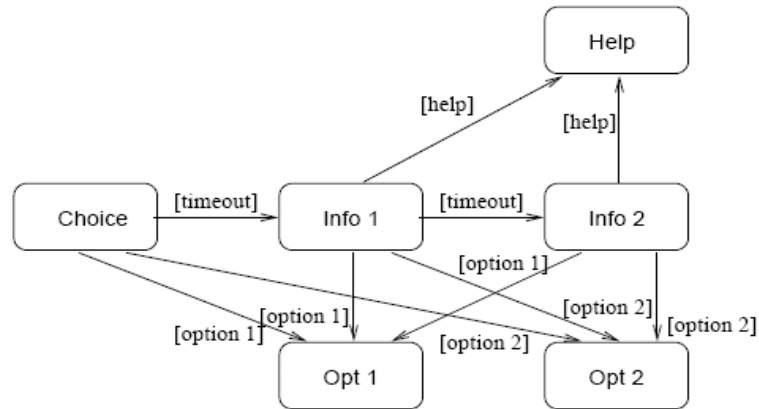 Help
[help]
[help]
Choice
[timeout]
Info 1
[timeout]
Info 2
[option 1]
[option 2]
[option 1]
[option 1]
[option 2]
[option 2]
Opt 1
Opt 2